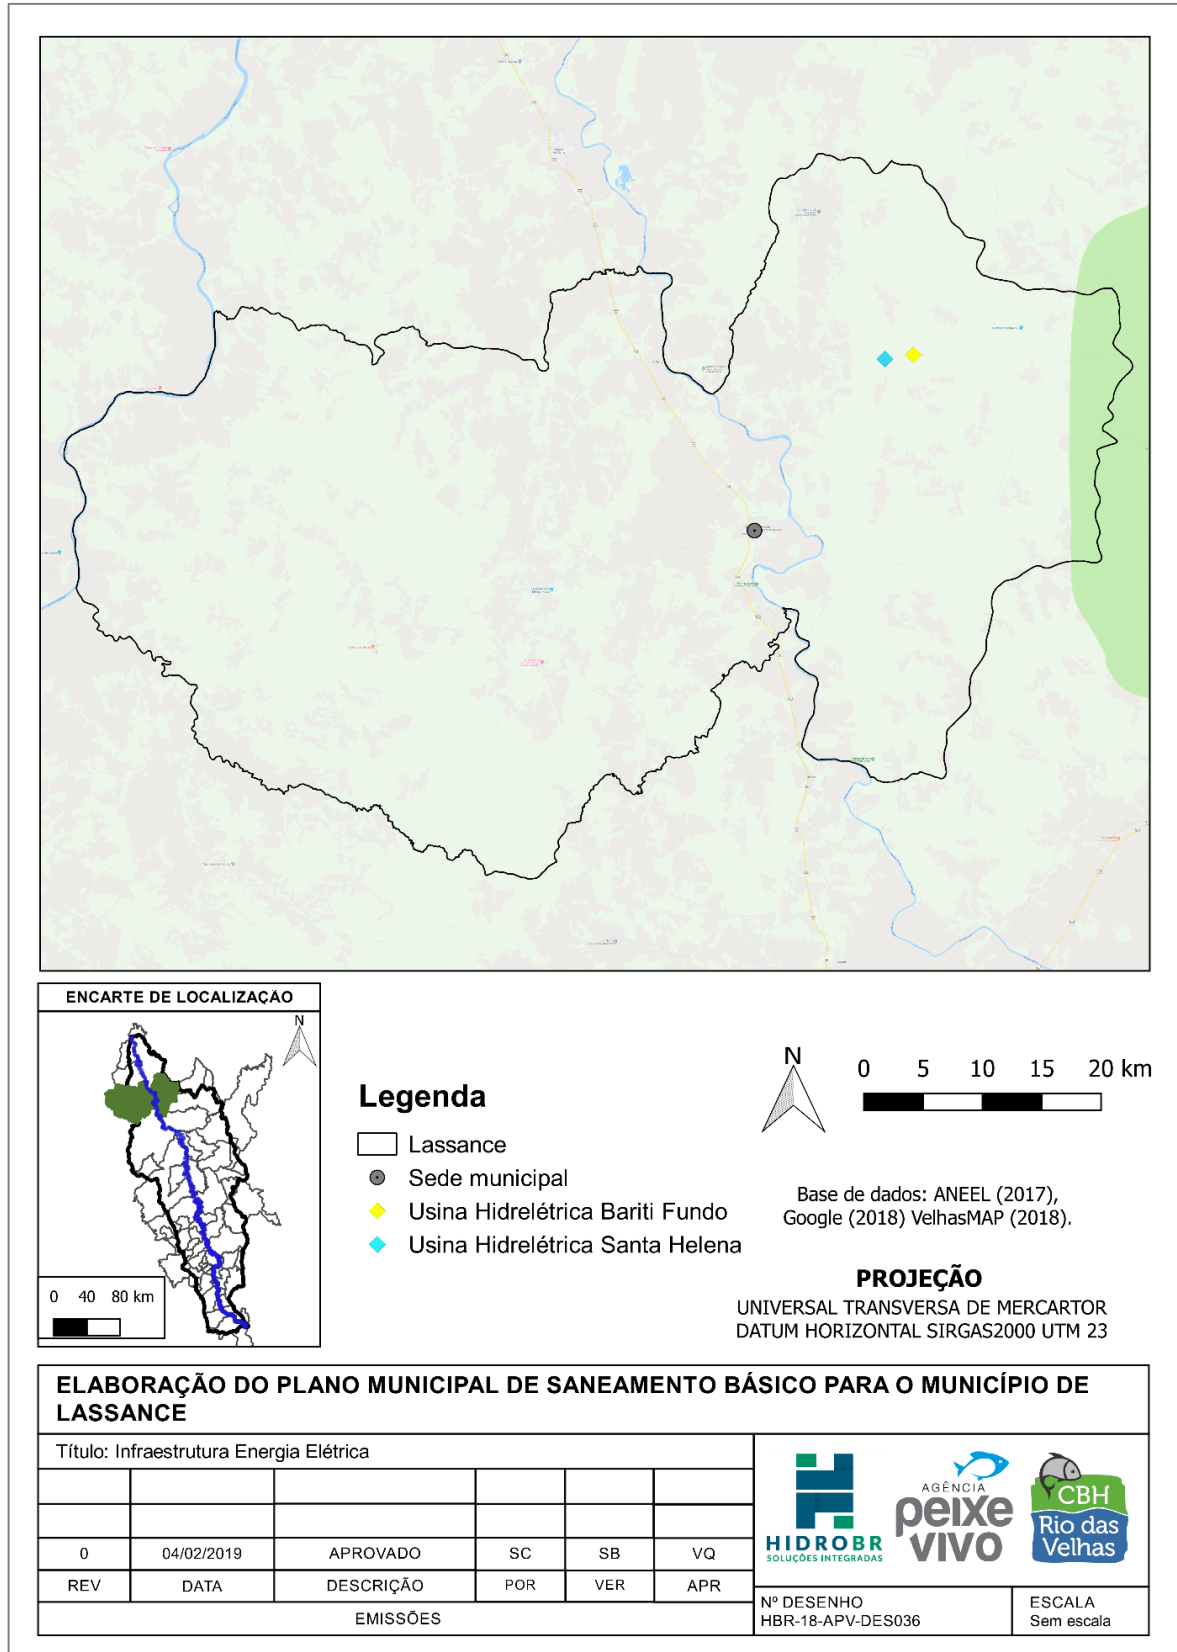 ENCARTE DE LOCALIZAÇÃO
N
0 40 80 km
Legenda
Lassance
Sede municipal
Usina Hidrelétrica Bariti Fundo
Usina Hidrelétrica Santa Helena
N
0 5 10 15 20 km
Base de dados: ANEEL (2017),
Google (2018) VelhasMAP (2018).
PROJEÇÃO
UNIVERSAL TRANSVERSA DE MERCARTOR
DATUM HORIZONTAL SIRGAS2000 UTM 23
ELABORAÇÃO DO PLANO MUNICIPAL DE SANEAMENTO BÁSICO PARA O MUNICÍPIO DE
LASSANCE
Título: Infraestrutura Energia Elétrica
0 04/02/2019 APROVADO SC SB VQ
REV DATA DESCRIÇÃO POR VER APR
EMISSÕES
HIDROBR
SOLUÇÕES INTEGRADAS
AGÊNCIA
peixe
vivo
CBH
Rio das
Velhas
Nº DESENHO
HBR-18-APV-DES036
ESCALA
Sem escala